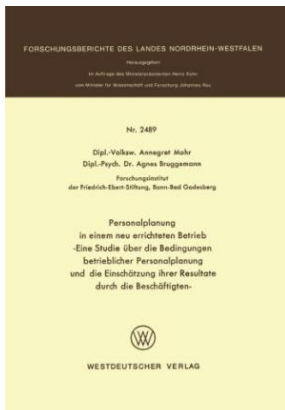 FORSCHUNGSBERICHTE DES LANDES NORDRHEIN-WESTFALEN
Herausgegeben
im Auftrage des Ministerpräsidenten Heinz Kühn
vom Minister für Wissenschaft und Forschung Johannes Rau
Nr. 2489
Dipl.-Volksw. Annegret Mohr
Dipl.-Psych. Dr. Agnes Bruggemann
Forschungsinstitut
der Friedrich-Ebert-Stiftung, Bonn-Bad Godesberg
Personalplanung
in einem neu errichteten Betrieb
-Eine Studie über die Bedingungen
betrieblicher Personalplanung
und die Einschätzung ihrer Resultate
durch die Beschäftigten-
WESTDEUTSCHER VERLAG